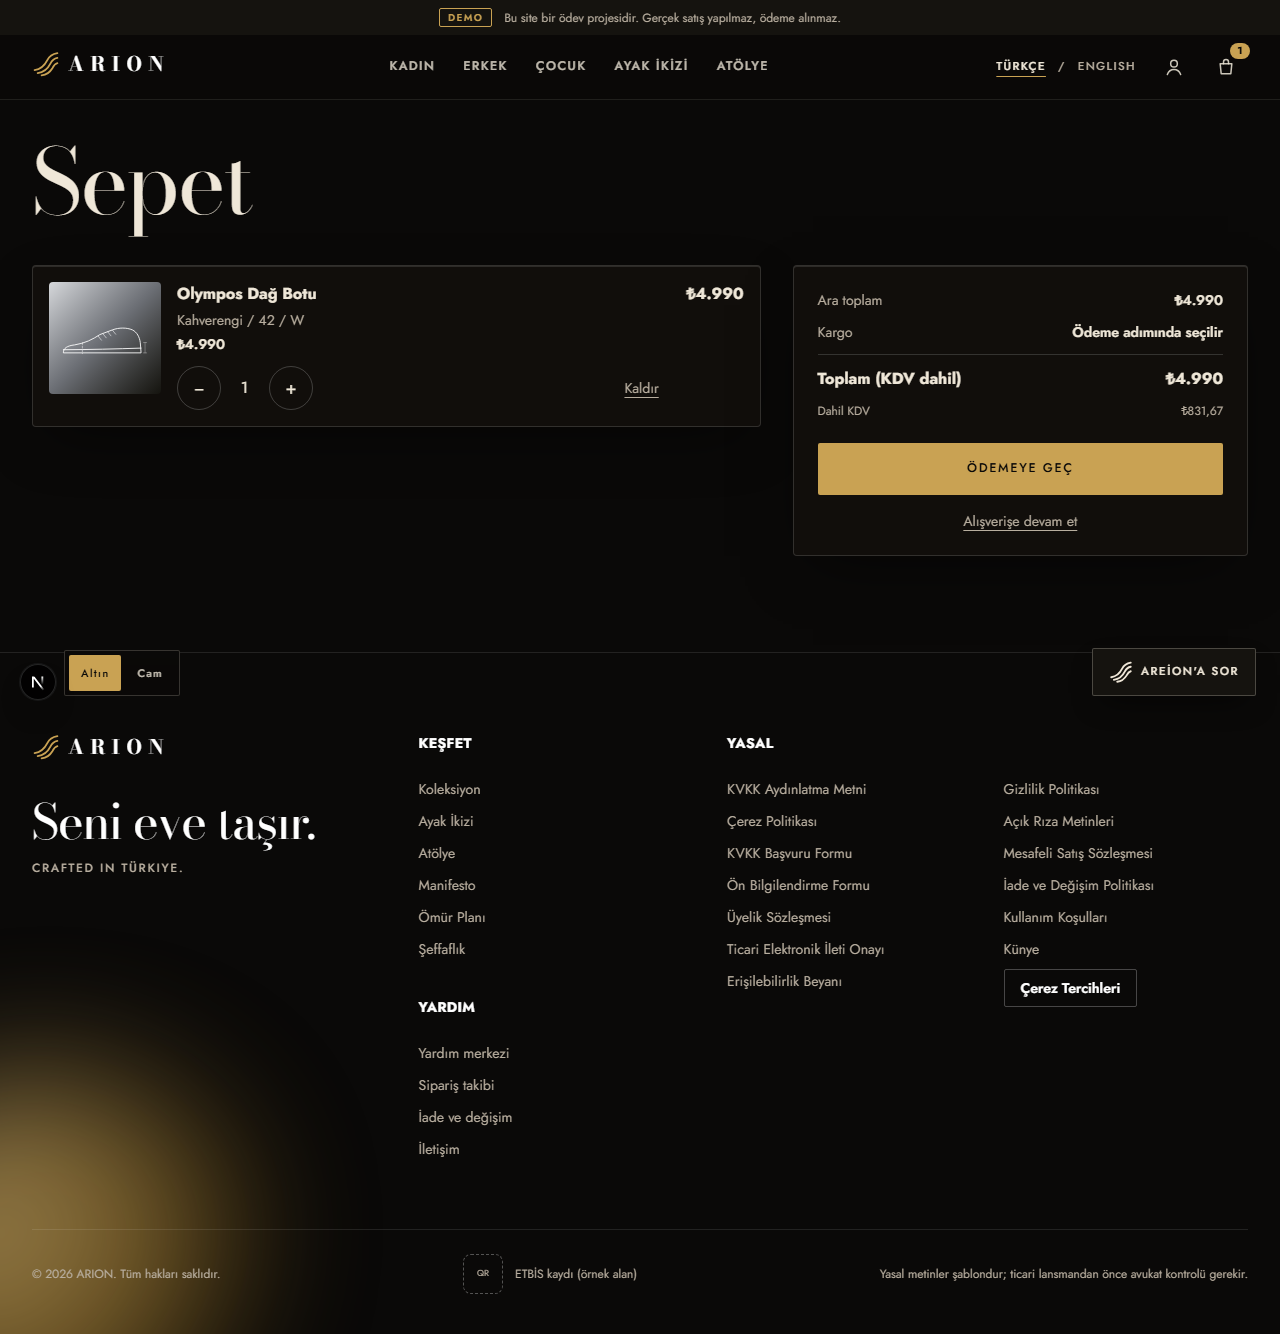 DEMO Bu site bir ödev projesidir. Gerçek satış yapılmaz, ödeme alınmaz.
ARION KADIN ERKEK ÇOCUK AYAK İKİZİ ATÖLYE TÜRKÇE / ENGLISH 1
Sepet
Olympos Dağ Botu ₺4.990
Kahverengi / 42 / W
₺4.990
− 1 + Kaldır
Ara toplam ₺4.990
Kargo Ödeme adımında seçilir
Toplam (KDV dahil) ₺4.990
Dahil KDV ₺831,67
ÖDEMEYE GEÇ
Alışverişe devam et
N Altın Cam
AREİON'A SOR
ARION
Seni eve taşır.
CRAFTED IN TÜRKIYE.
KEŞFET
Koleksiyon
Ayak İkizi
Atölye
Manifesto
Ömür Planı
Şeffaflık
YARDIM
Yardım merkezi
Sipariş takibi
İade ve değişim
İletişim
YASAL
KVKK Aydınlatma Metni
Çerez Politikası
KVKK Başvuru Formu
Ön Bilgilendirme Formu
Üyelik Sözleşmesi
Ticari Elektronik İleti Onayı
Erişilebilirlik Beyanı
Gizlilik Politikası
Açık Rıza Metinleri
Mesafeli Satış Sözleşmesi
İade ve Değişim Politikası
Kullanım Koşulları
Künye
Çerez Tercihleri
© 2026 ARION. Tüm hakları saklıdır.
QR ETBİS kaydı (örnek alan)
Yasal metinler şablondur; ticari lansmandan önce avukat kontrolü gerekir.